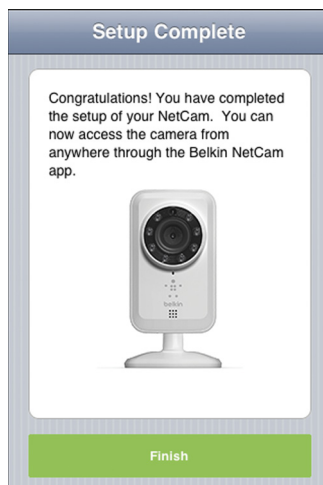 Setup Complete
Congratulations! You have completed
the setup of your NetCam. You can
now access the camera from
anywhere through the Belkin NetCam
app.
belkin
Finish